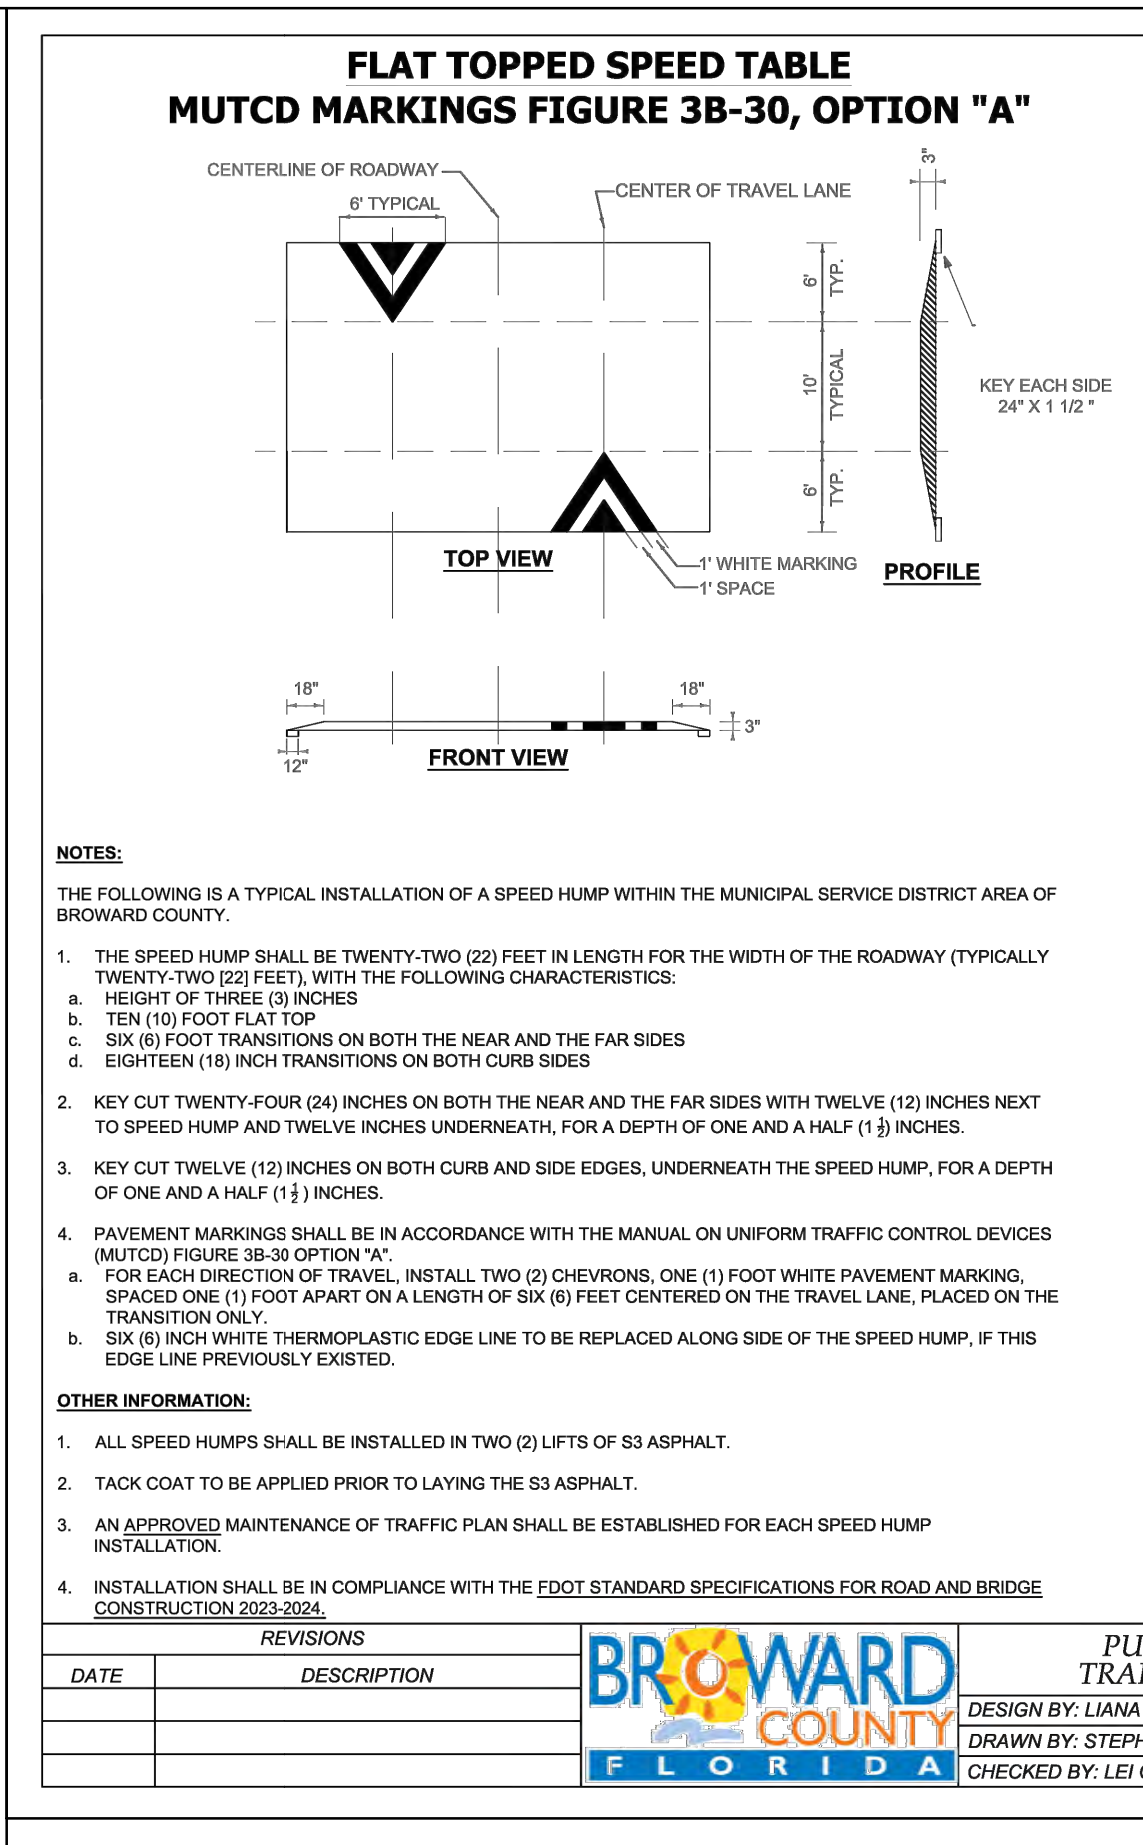 FLAT TOPPED SPEED TABLE
MUTCD MARKINGS FIGURE 3B-30, OPTION "A"
CENTERLINE OF ROADWAY
CENTER OF TRAVEL LANE
6' TYPICAL
3"
6'
TYP.
10'
TYPICAL
6'
TYP.
KEY EACH SIDE
24" X 1 1/2 "
TOP VIEW
1' WHITE MARKING
1' SPACE
PROFILE
18"
18"
3"
12"
FRONT VIEW
NOTES:
THE FOLLOWING IS A TYPICAL INSTALLATION OF A SPEED HUMP WITHIN THE MUNICIPAL SERVICE DISTRICT AREA OF
BROWARD COUNTY.
1. THE SPEED HUMP SHALL BE TWENTY-TWO (22) FEET IN LENGTH FOR THE WIDTH OF THE ROADWAY (TYPICALLY
TWENTY-TWO [22] FEET), WITH THE FOLLOWING CHARACTERISTICS:
a. HEIGHT OF THREE (3) INCHES
b. TEN (10) FOOT FLAT TOP
c. SIX (6) FOOT TRANSITIONS ON BOTH THE NEAR AND THE FAR SIDES
d. EIGHTEEN (18) INCH TRANSITIONS ON BOTH CURB SIDES
2. KEY CUT TWENTY-FOUR (24) INCHES ON BOTH THE NEAR AND THE FAR SIDES WITH TWELVE (12) INCHES NEXT
TO SPEED HUMP AND TWELVE INCHES UNDERNEATH, FOR A DEPTH OF ONE AND A HALF (1 1/2) INCHES.
3. KEY CUT TWELVE (12) INCHES ON BOTH CURB AND SIDE EDGES, UNDERNEATH THE SPEED HUMP, FOR A DEPTH
OF ONE AND A HALF (1 1/2 ) INCHES.
4. PAVEMENT MARKINGS SHALL BE IN ACCORDANCE WITH THE MANUAL ON UNIFORM TRAFFIC CONTROL DEVICES
(MUTCD) FIGURE 3B-30 OPTION "A".
a. FOR EACH DIRECTION OF TRAVEL, INSTALL TWO (2) CHEVRONS, ONE (1) FOOT WHITE PAVEMENT MARKING,
SPACED ONE (1) FOOT APART ON A LENGTH OF SIX (6) FEET CENTERED ON THE TRAVEL LANE, PLACED ON THE
TRANSITION ONLY.
b. SIX (6) INCH WHITE THERMOPLASTIC EDGE LINE TO BE REPLACED ALONG SIDE OF THE SPEED HUMP, IF THIS
EDGE LINE PREVIOUSLY EXISTED.
OTHER INFORMATION:
1. ALL SPEED HUMPS SHALL BE INSTALLED IN TWO (2) LIFTS OF S3 ASPHALT.
2. TACK COAT TO BE APPLIED PRIOR TO LAYING THE S3 ASPHALT.
3. AN APPROVED MAINTENANCE OF TRAFFIC PLAN SHALL BE ESTABLISHED FOR EACH SPEED HUMP
INSTALLATION.
4. INSTALLATION SHALL BE IN COMPLIANCE WITH THE FDOT STANDARD SPECIFICATIONS FOR ROAD AND BRIDGE
CONSTRUCTION 2023-2024.
REVISIONS
DATE DESCRIPTION
BROWARD
COUNTY
FLORIDA
PU
TRA
DESIGN BY: LIANA
DRAWN BY: STEPH
CHECKED BY: LEI